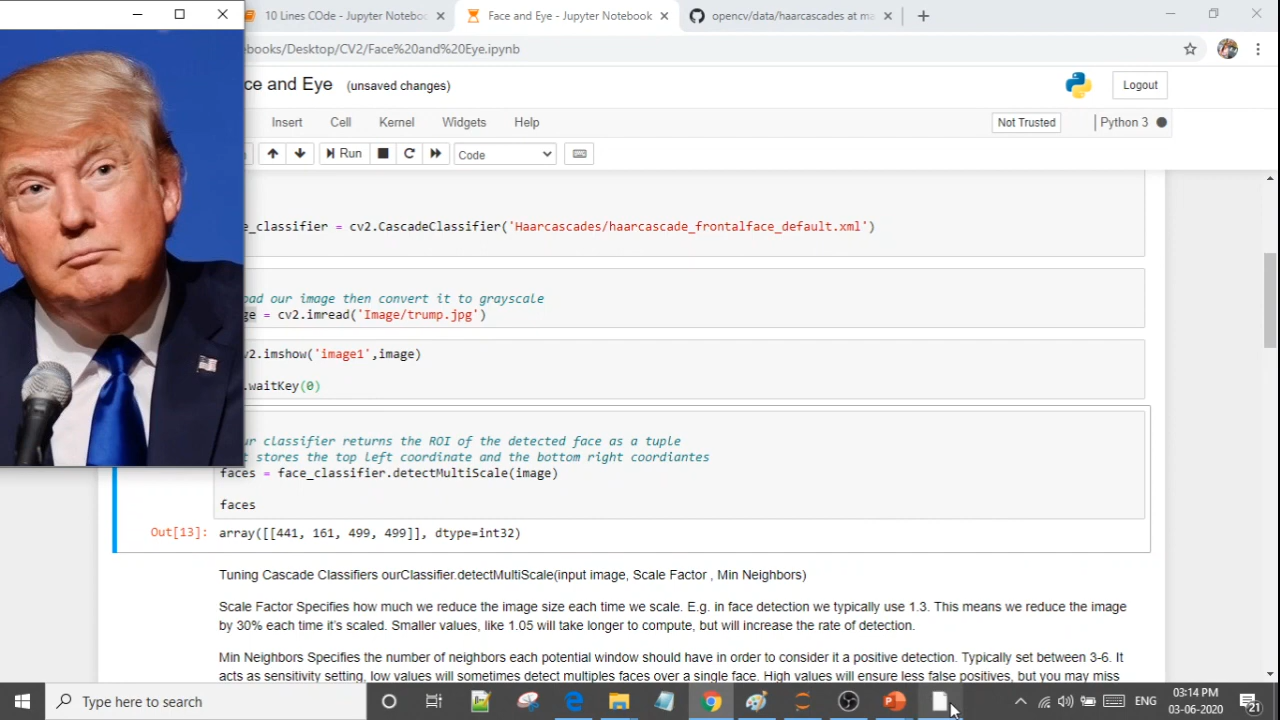 10 Lines COde - Jupyter Noteboo
Face and Eye - Jupyter Notebook
opencv/data/haarcascades at ma
ebooks/Desktop/CV2/Face%20and%20Eye.ipynb
ce and Eye (unsaved changes)
Logout
Insert Cell Kernel Widgets Help
Not Trusted
Python 3
Run
Code
e_classifier = cv2.CascadeClassifier('Haarcascades/haarcascade_frontalface_default.xml')
oad our image then convert it to grayscale
ge = cv2.imread('Image/trump.jpg')
v2.imshow('image1',image)
.waitKey(0)
ur classifier returns the ROI of the detected face as a tuple
t stores the top left coordinate and the bottom right coordiantes
faces = face_classifier.detectMultiScale(image)
faces
Out[13]: array([[441, 161, 499, 499]], dtype=int32)
Tuning Cascade Classifiers ourClassifier.detectMultiScale(input image, Scale Factor , Min Neighbors)
Scale Factor Specifies how much we reduce the image size each time we scale. E.g. in face detection we typically use 1.3. This means we reduce the image
by 30% each time it's scaled. Smaller values, like 1.05 will take longer to compute, but will increase the rate of detection.
Min Neighbors Specifies the number of neighbors each potential window should have in order to consider it a positive detection. Typically set between 3-6. It
acts as sensitivity setting, low values will sometimes detect multiples faces over a single face. High values will ensure less false positives, but you may miss
Type here to search
ENG
03:14 PM
03-06-2020
21